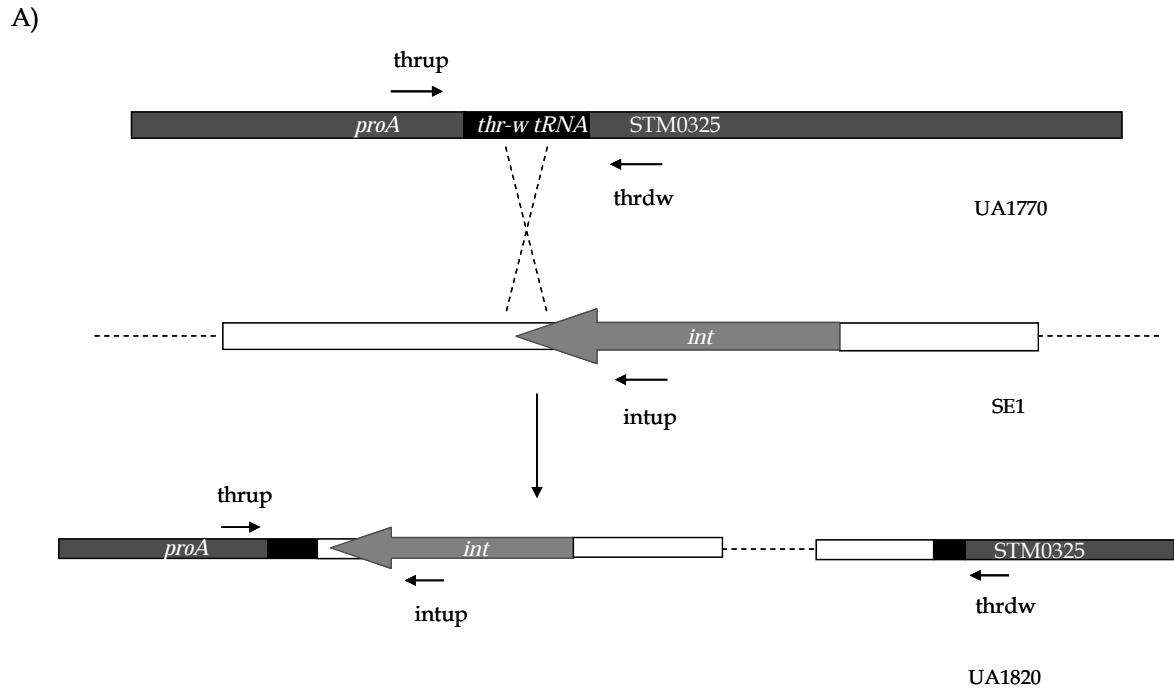 A)
thrup
proA thr-w tRNA STM0325
thrdw
UA1770
int
intup
SE1
thrup
proA int STM0325
intup
thrdw
UA1820